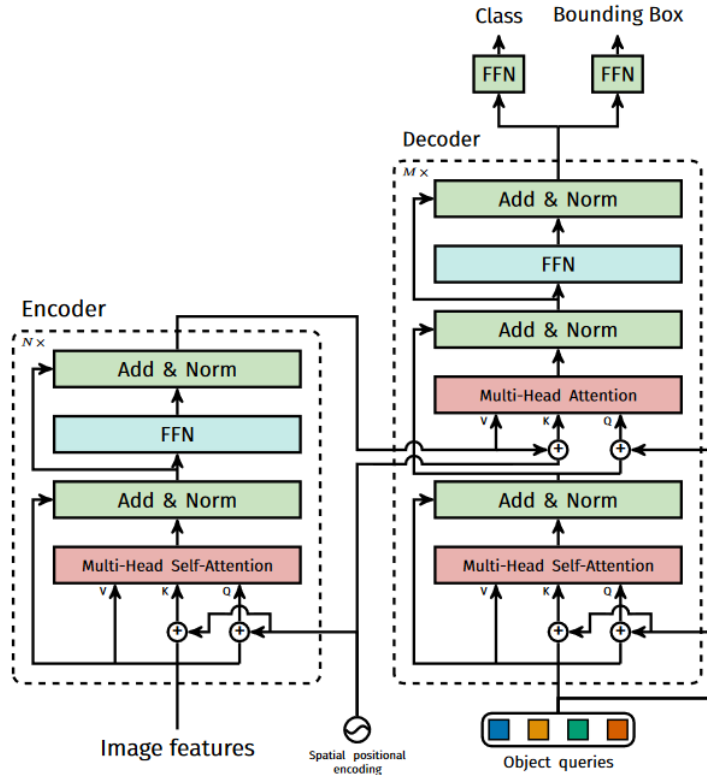 Class
Bounding Box
FFN
FFN
Decoder
M×
Add & Norm
FFN
Add & Norm
Multi-Head Attention
V
K
Q
Add & Norm
Multi-Head Self-Attention
V
K
Q
Object queries
Encoder
N×
Add & Norm
FFN
Add & Norm
Multi-Head Self-Attention
V
K
Q
Image features
Spatial positional
encoding